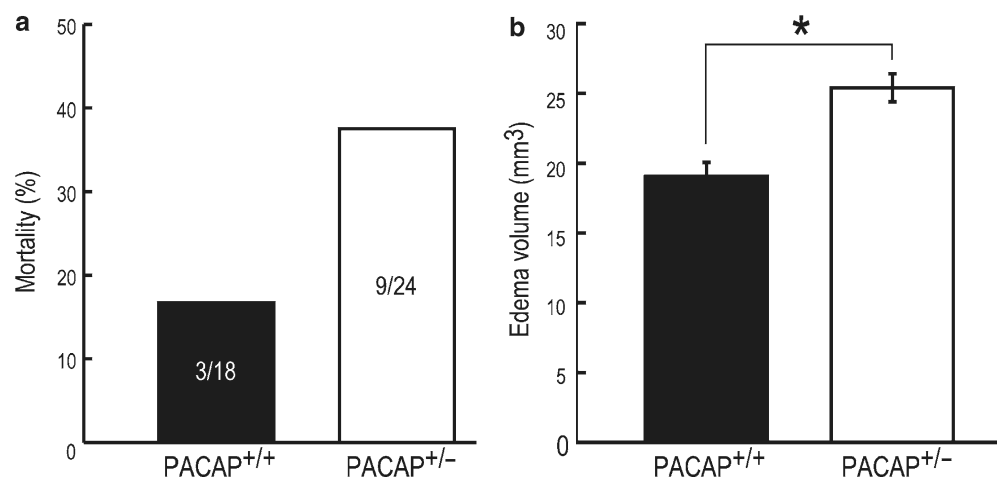 a
50
40
30
20
10
0
Mortality (%)
3/18
9/24
PACAP+/+
PACAP+/−
b
*
30
25
20
15
10
5
0
Edema volume (mm3)
PACAP+/+
PACAP+/−